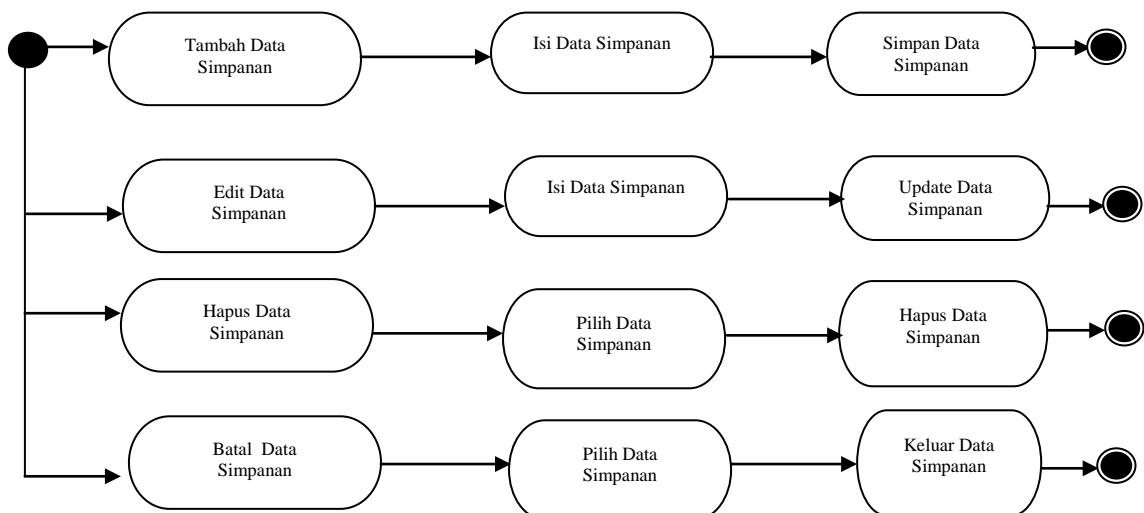 Tambah Data
Simpanan
Isi Data Simpanan
Simpan Data
Simpanan
Edit Data
Simpanan
Isi Data Simpanan
Update Data
Simpanan
Hapus Data
Simpanan
Pilih Data
Simpanan
Hapus Data
Simpanan
Batal Data
Simpanan
Pilih Data
Simpanan
Keluar Data
Simpanan